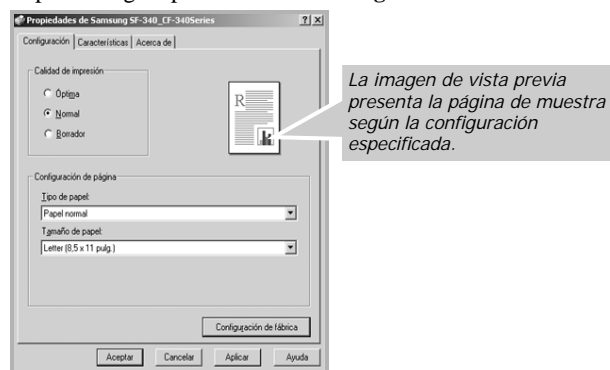 Propiedades de Samsung SF-340_CF-340Series
Configuración
Características
Acerca de
Calidad de impresión
Óptima
Normal
Borrador
R
La imagen de vista previa
presenta la página de muestra
según la configuración
especificada.
Configuración de página
Tipo de papel:
Papel normal
Tamaño de papel:
Letter (8,5 x 11 pulg.)
Configuración de fábrica
Aceptar
Cancelar
Aplicar
Ayuda